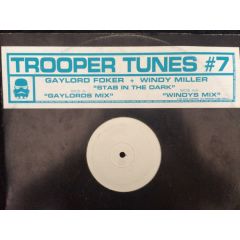 TROOPER TUNES #7
GAYLORD FOKER + WINDY MILLER
"STAB IN THE DARK"
"GAYLORDS MIX" "WINDYS MIX"